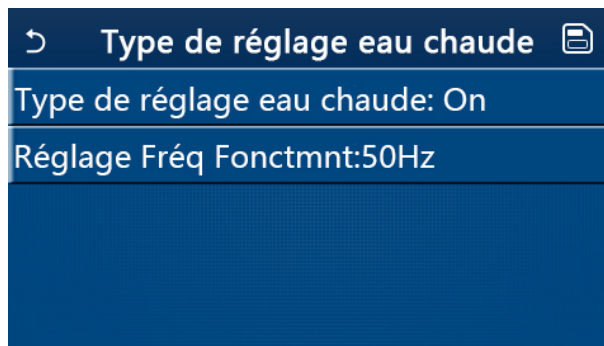 Type de réglage eau chaude
Type de réglage eau chaude: On
Réglage Fréq Fonctmnt:50Hz